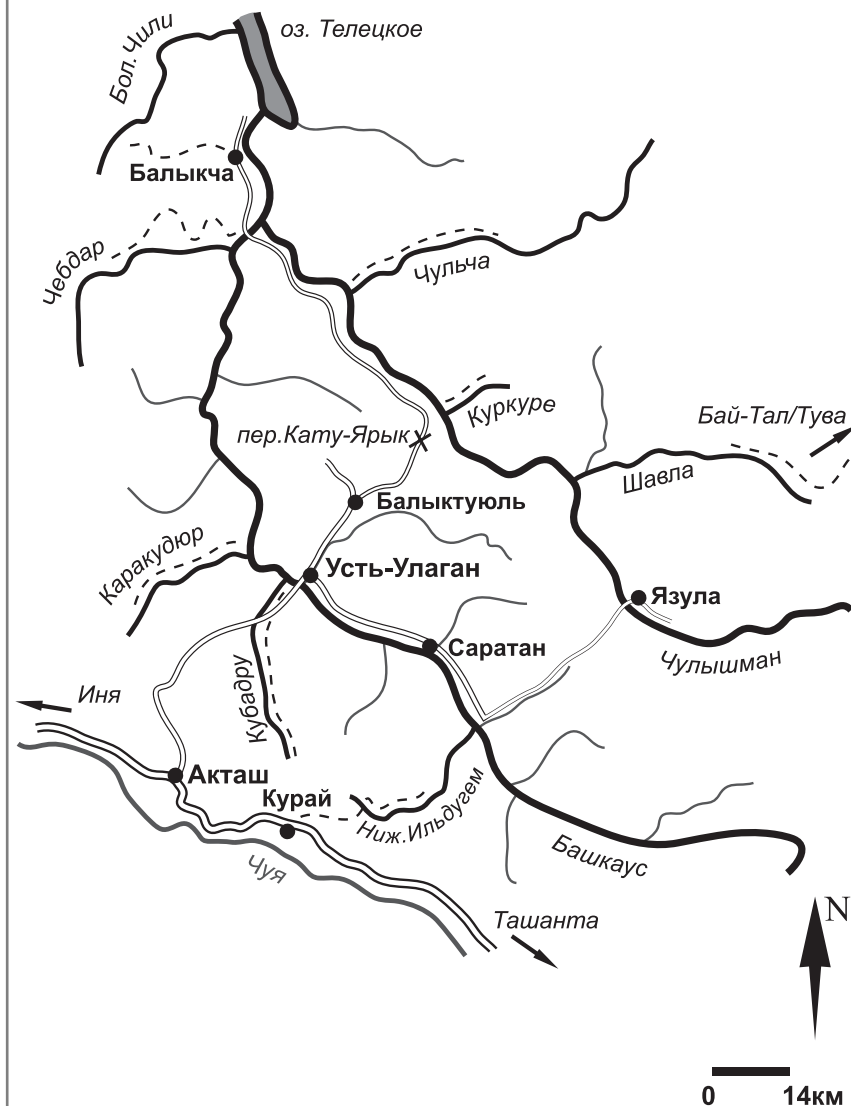 оз. Телецкое
Бол. Чили
Балыкча
Чебдар
Чульча
Куркуре
Бай-Тал/Тува
пер.Кату-Ярык
Шавла
Балыктуюль
Каракудюр
Усть-Улаган
Язула
Саратан
Чулышман
Кубадру
Иня
Акташ
Курай
Ниж.Ильдугем
Башкаус
Чуя
Ташанта
N
0 14км